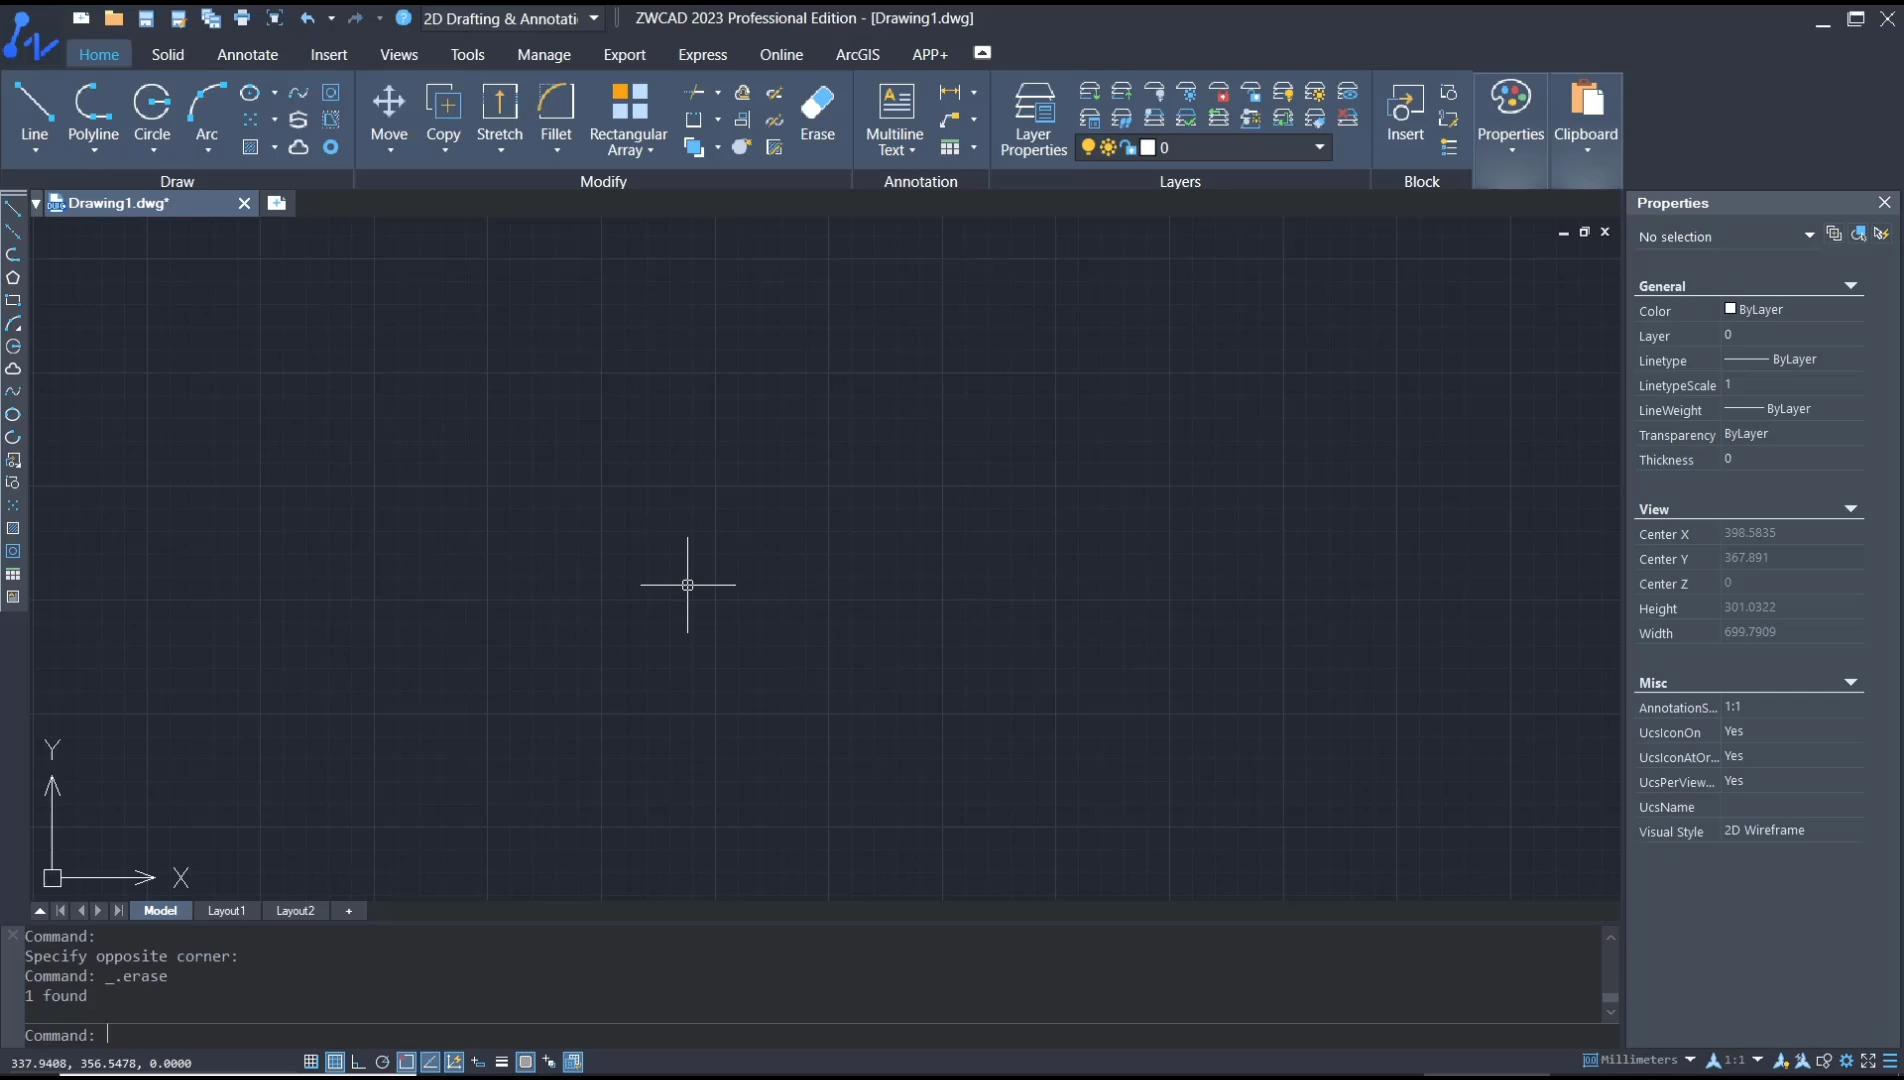 2D Drafting & Annotati
ZWCAD 2023 Professional Edition - [Drawing1.dwg]
Home
Solid
Annotate
Insert
Views
Tools
Manage
Export
Express
Online
ArcGIS
APP+
Line
Polyline
Circle
Arc
Move
Copy
Stretch
Fillet
Rectangular
Array
Erase
Multiline
Text
Layer
Properties
0
Insert
Properties
Clipboard
Draw
Modify
Annotation
Layers
Block
Drawing1.dwg*
Properties
No selection
General
Color ByLayer
Layer 0
Linetype ByLayer
LinetypeScale 1
LineWeight ByLayer
Transparency ByLayer
Thickness 0
View
Center X 398.5835
Center Y 367.891
Center Z 0
Height 301.0322
Width 699.7909
Misc
AnnotationS... 1:1
UcsIconOn Yes
UcsIconAtOr... Yes
UcsPerView... Yes
UcsName
Visual Style 2D Wireframe
Y
X
Model
Layout1
Layout2
+
Command:
Specify opposite corner:
Command: _.erase
1 found
Command:
337.9408, 356.5478, 0.0000
Millimeters
1:1